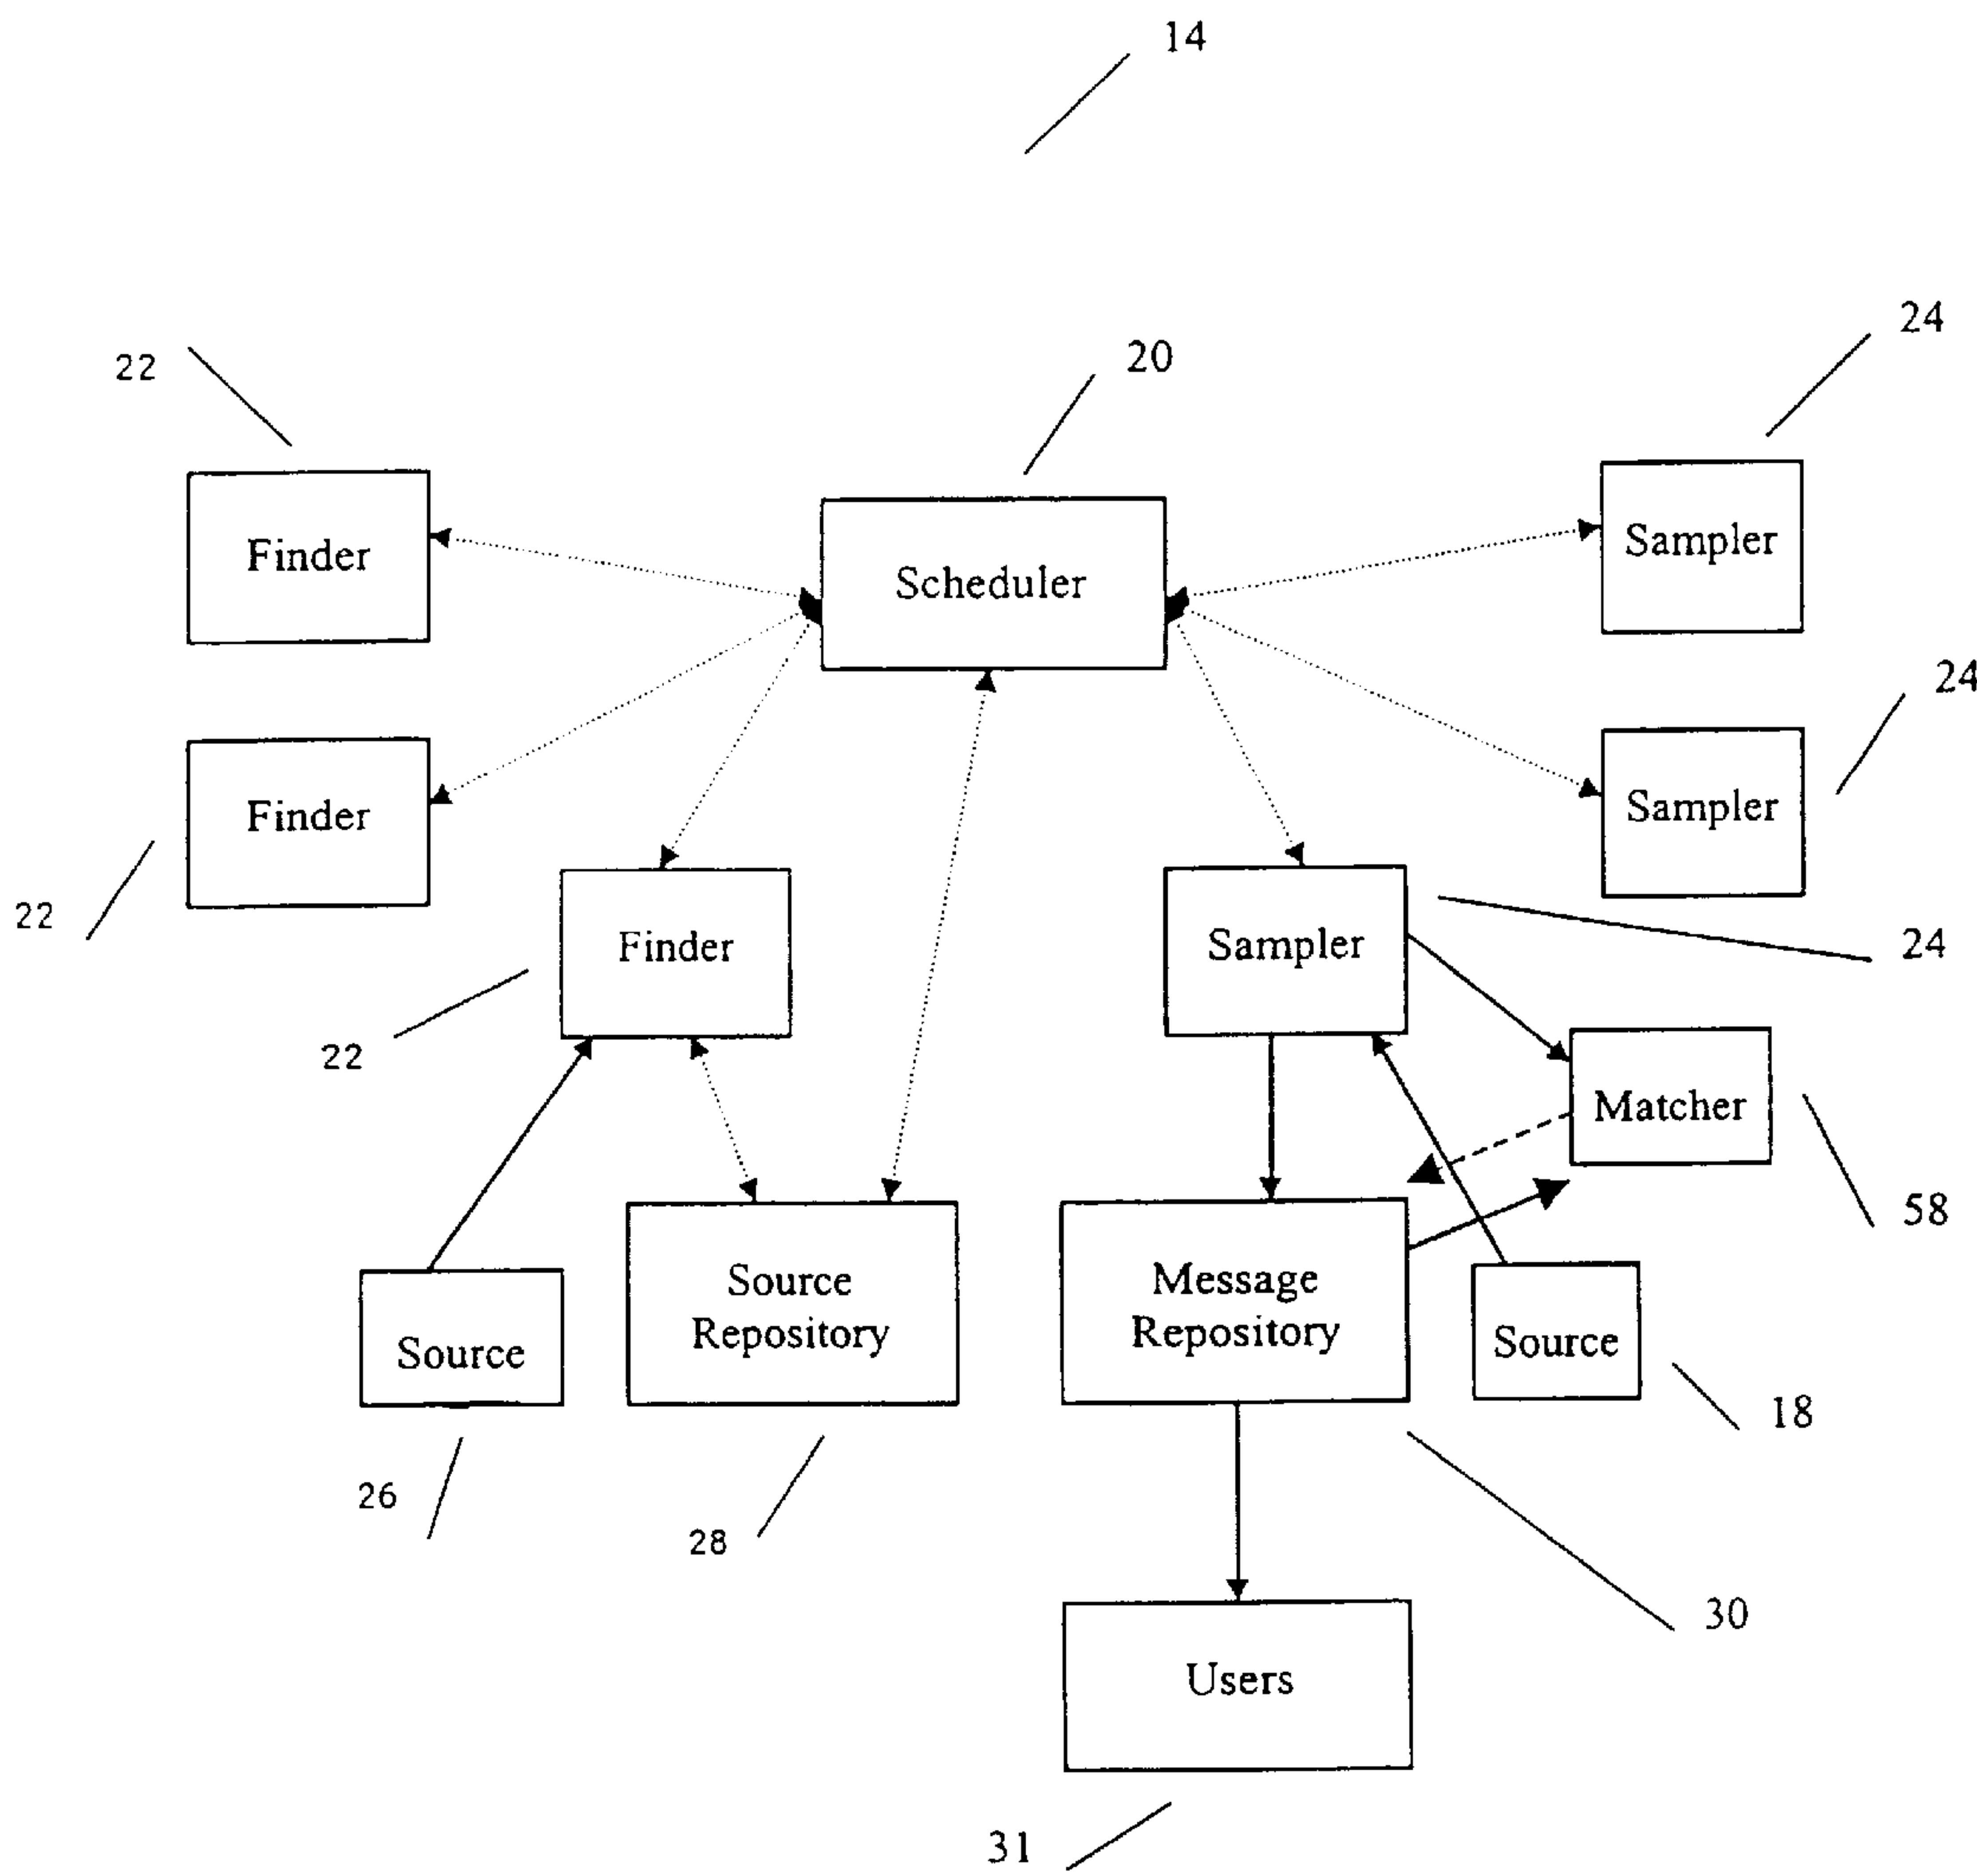 14
24
20
22
Sampler
Finder
Scheduler
24
Sampler
Finder
22
Finder
Sampler
24
22
Matcher
58
Source
Repository
Message
Repository
Source
Source
18
26
28
30
Users
31